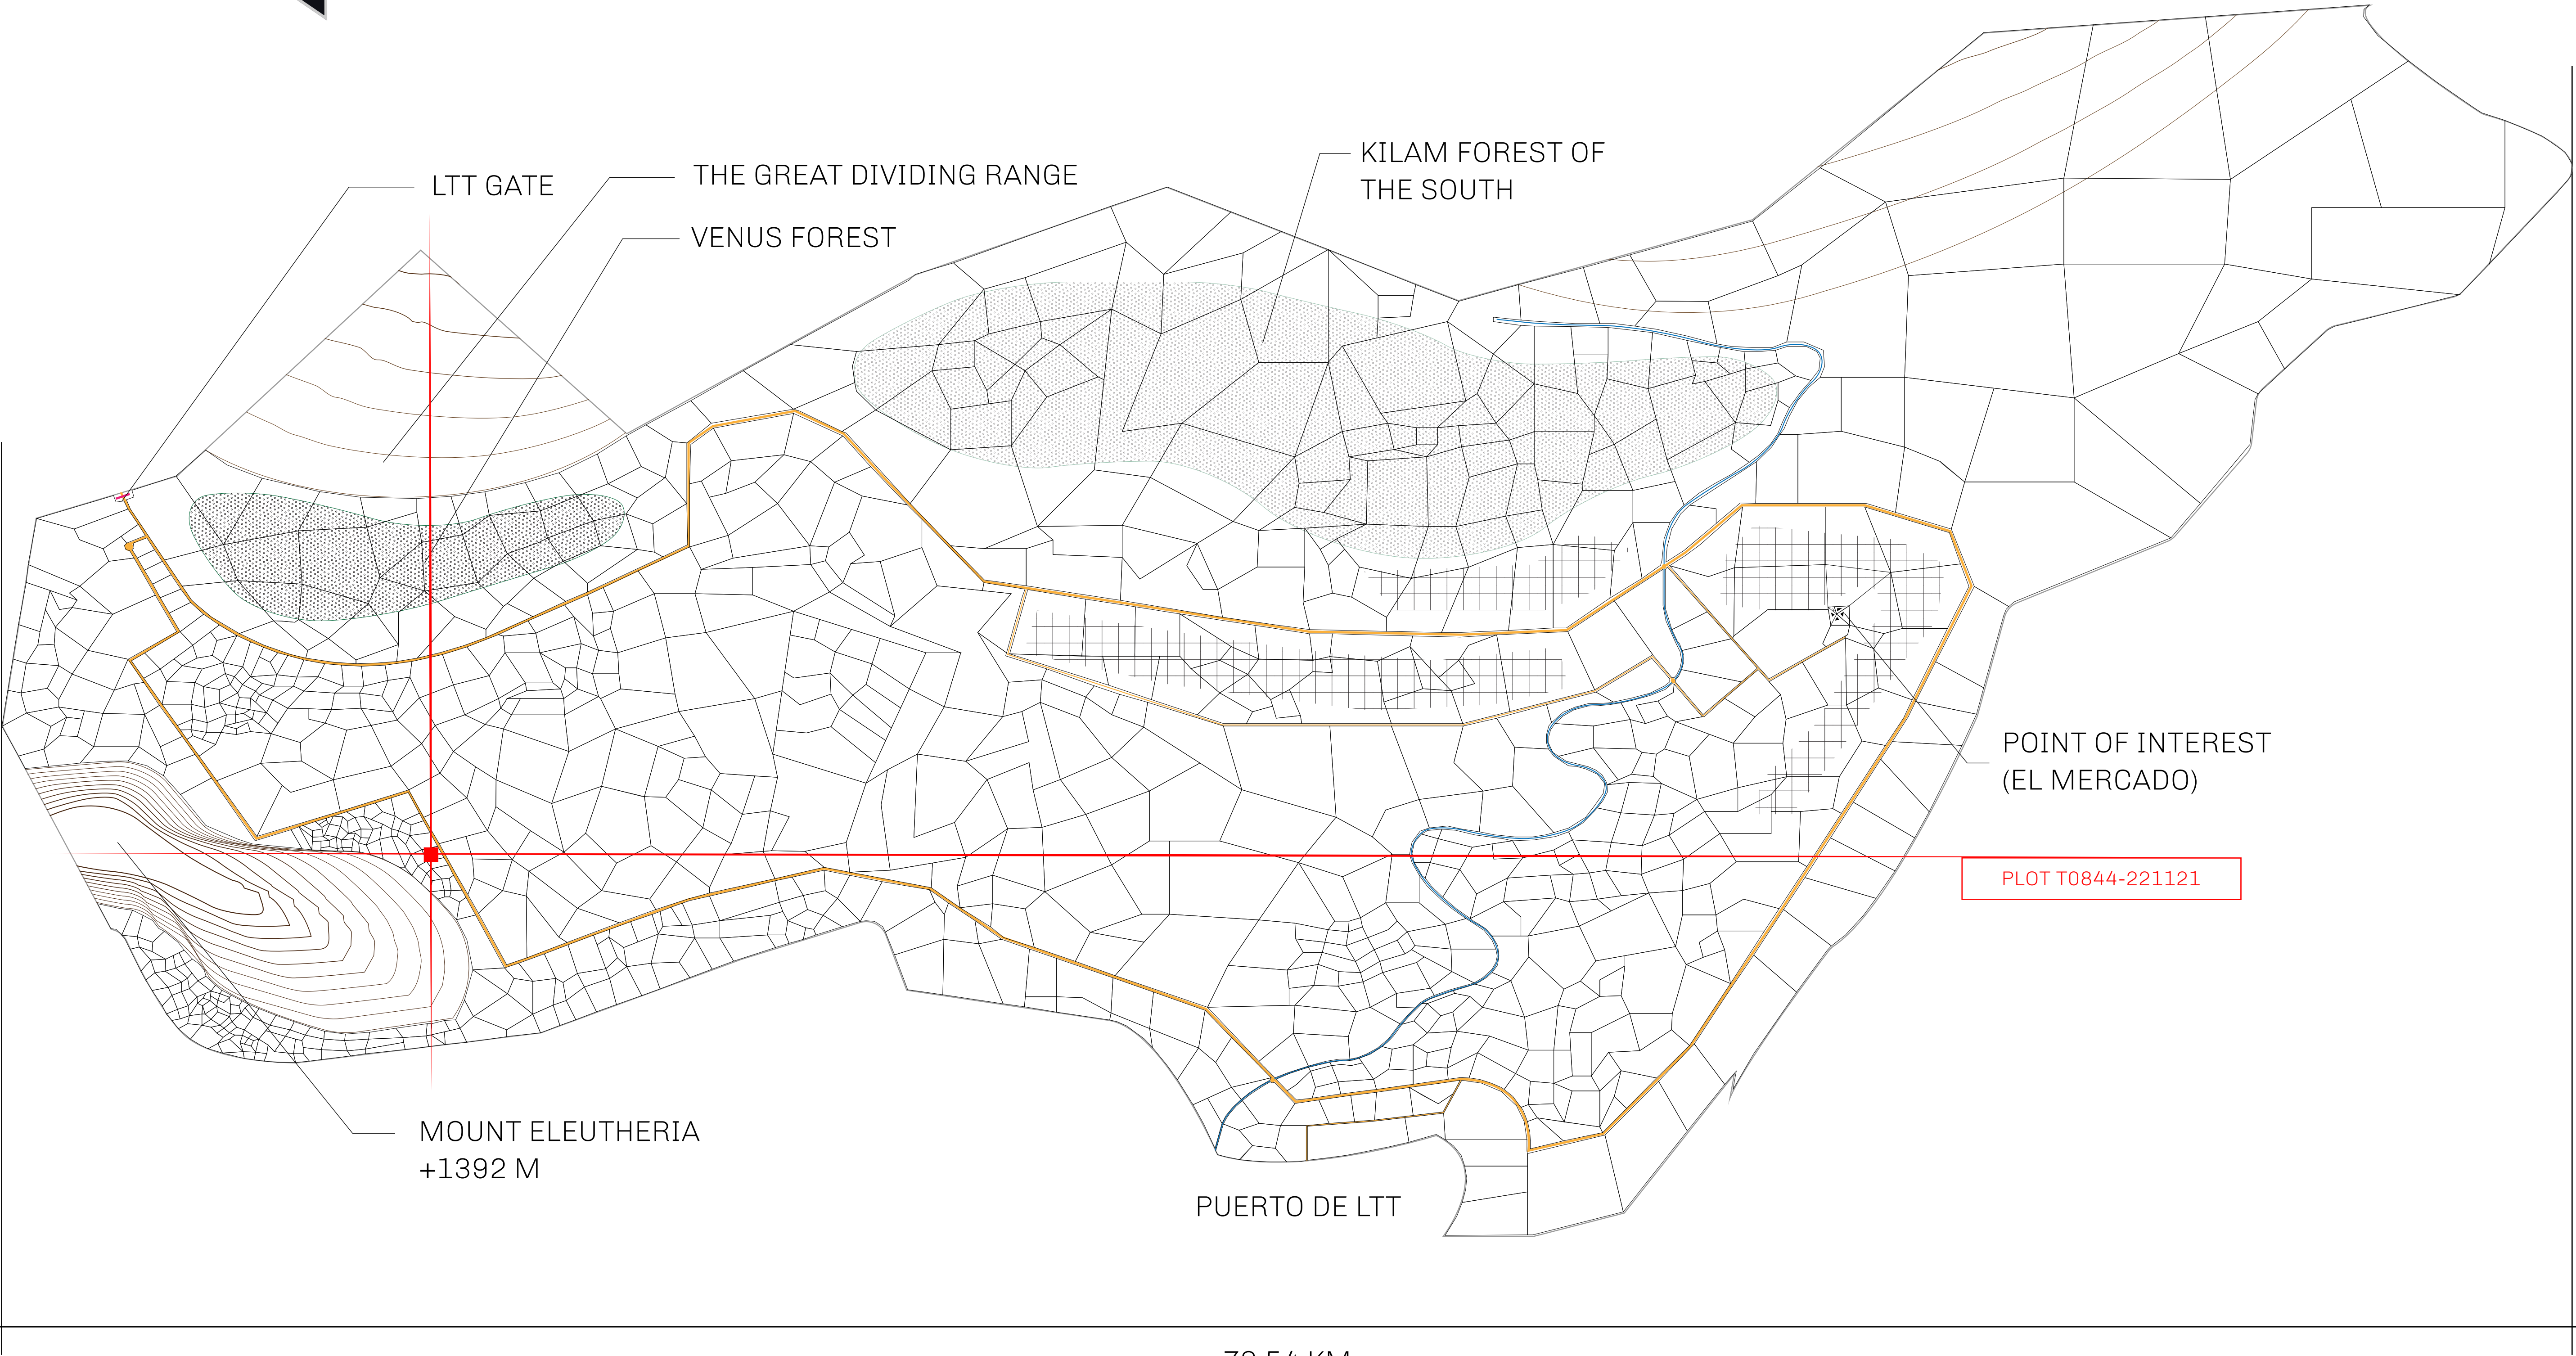 KILAM FOREST OF
THE SOUTH
THE GREAT DIVIDING RANGE
LTT GATE
VENUS FOREST
POINT OF INTEREST
(EL MERCADO)
PLOT T0844-221121
MOUNT ELEUTHERIA
+1392 M
PUERTO DE LTT
KM